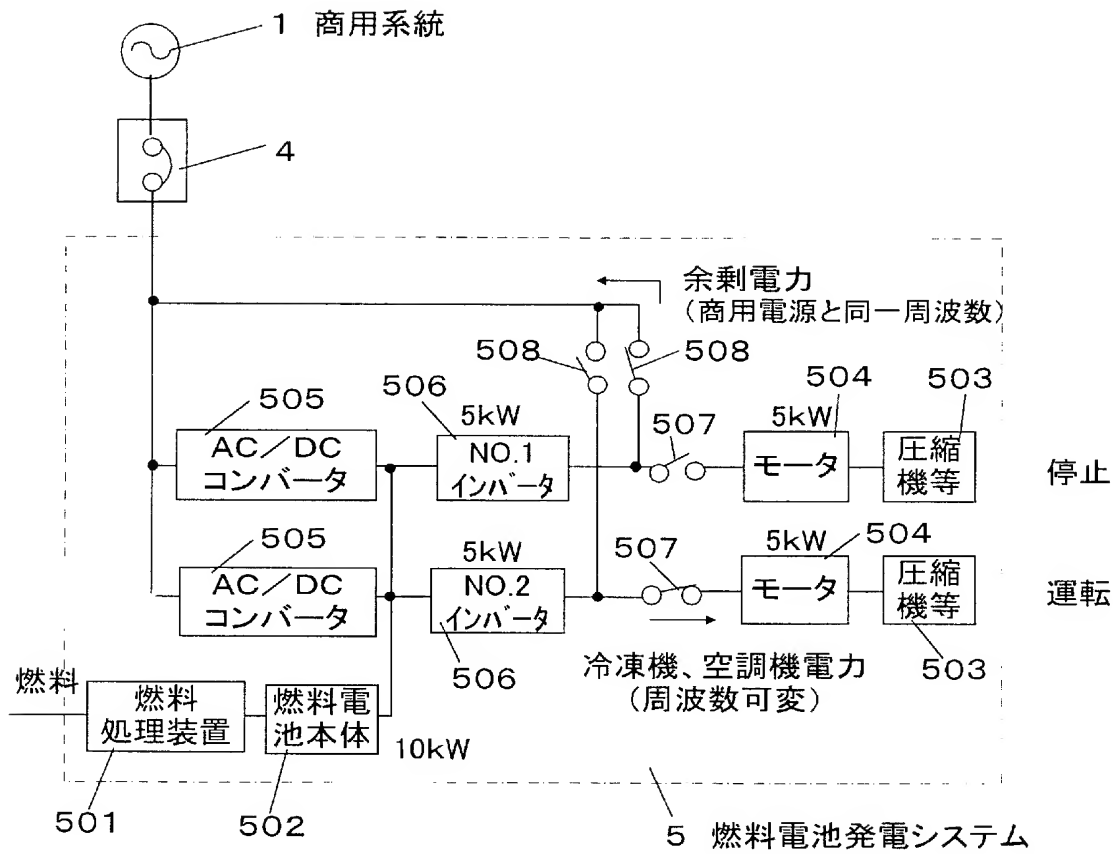 1 商用系統
4
余剰電力
（商用電源と同一周波数）
508
508
505
506
504
503
5kW
5kW
507
AC／DC
コンバータ
NO.1
インバータ
モータ
圧縮
機等
停止
505
5kW
507
5kW
504
AC／DC
コンバータ
NO.2
インバータ
モータ
圧縮
機等
運転
506
503
冷凍機、空調機電力
（周波数可変）
燃料
燃料
処理装置
燃料電
池本体
10kW
501
502
5 燃料電池発電システム